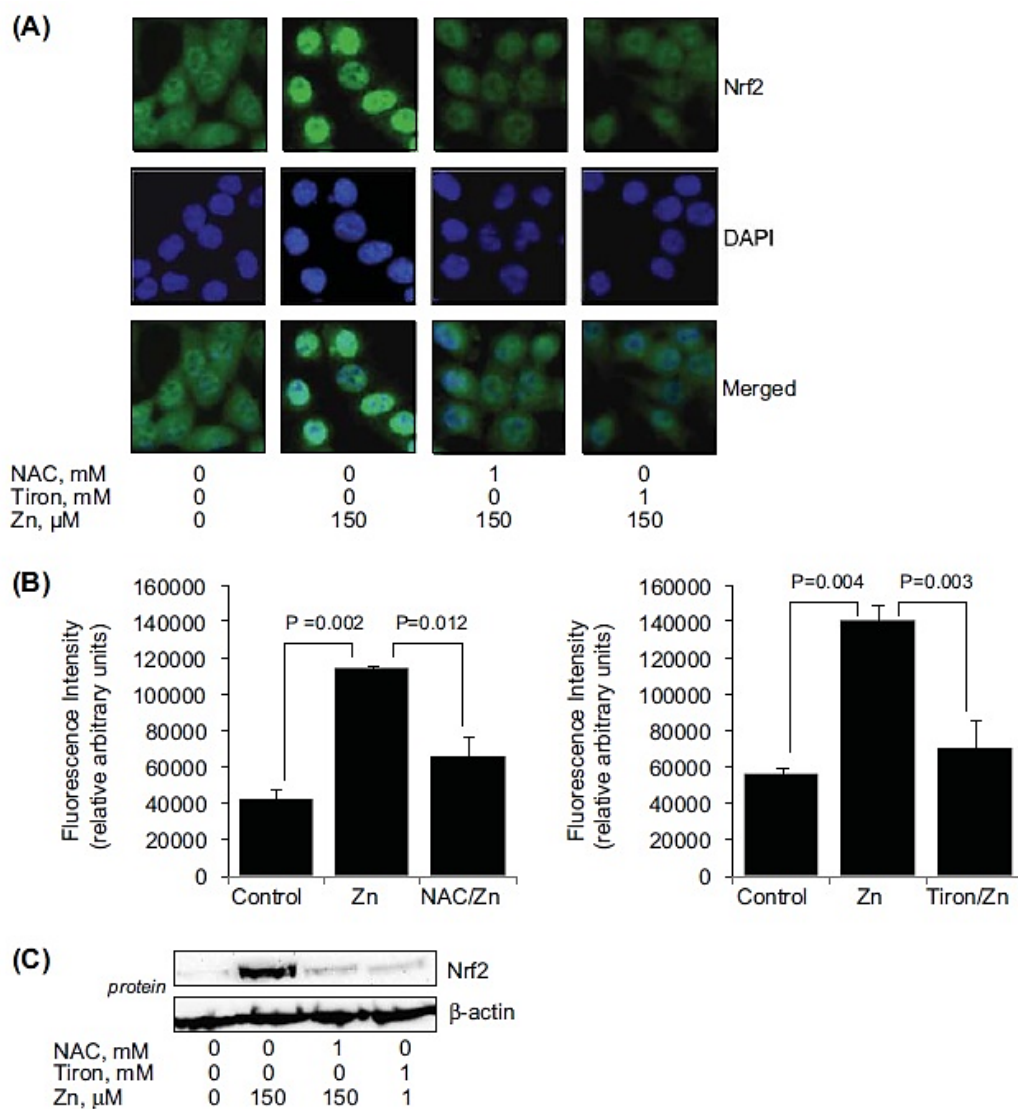 (A)
Nrf2
DAPI
Merged
NAC, mM 0 0 1 0
Tiron, mM 0 0 0 1
Zn, µM 0 150 150 150
(B)
Fluorescence Intensity
(relative arbitrary units)
160000
140000
120000
100000
80000
60000
40000
20000
0
P =0.002 P=0.012
Control Zn NAC/Zn
Fluorescence Intensity
(relative arbitrary units)
160000
140000
120000
100000
80000
60000
40000
20000
0
P=0.004 P=0.003
Control Zn Tiron/Zn
(C)
protein
Nrf2
β-actin
NAC, mM 0 0 1 0
Tiron, mM 0 0 0 1
Zn, µM 0 150 150 1